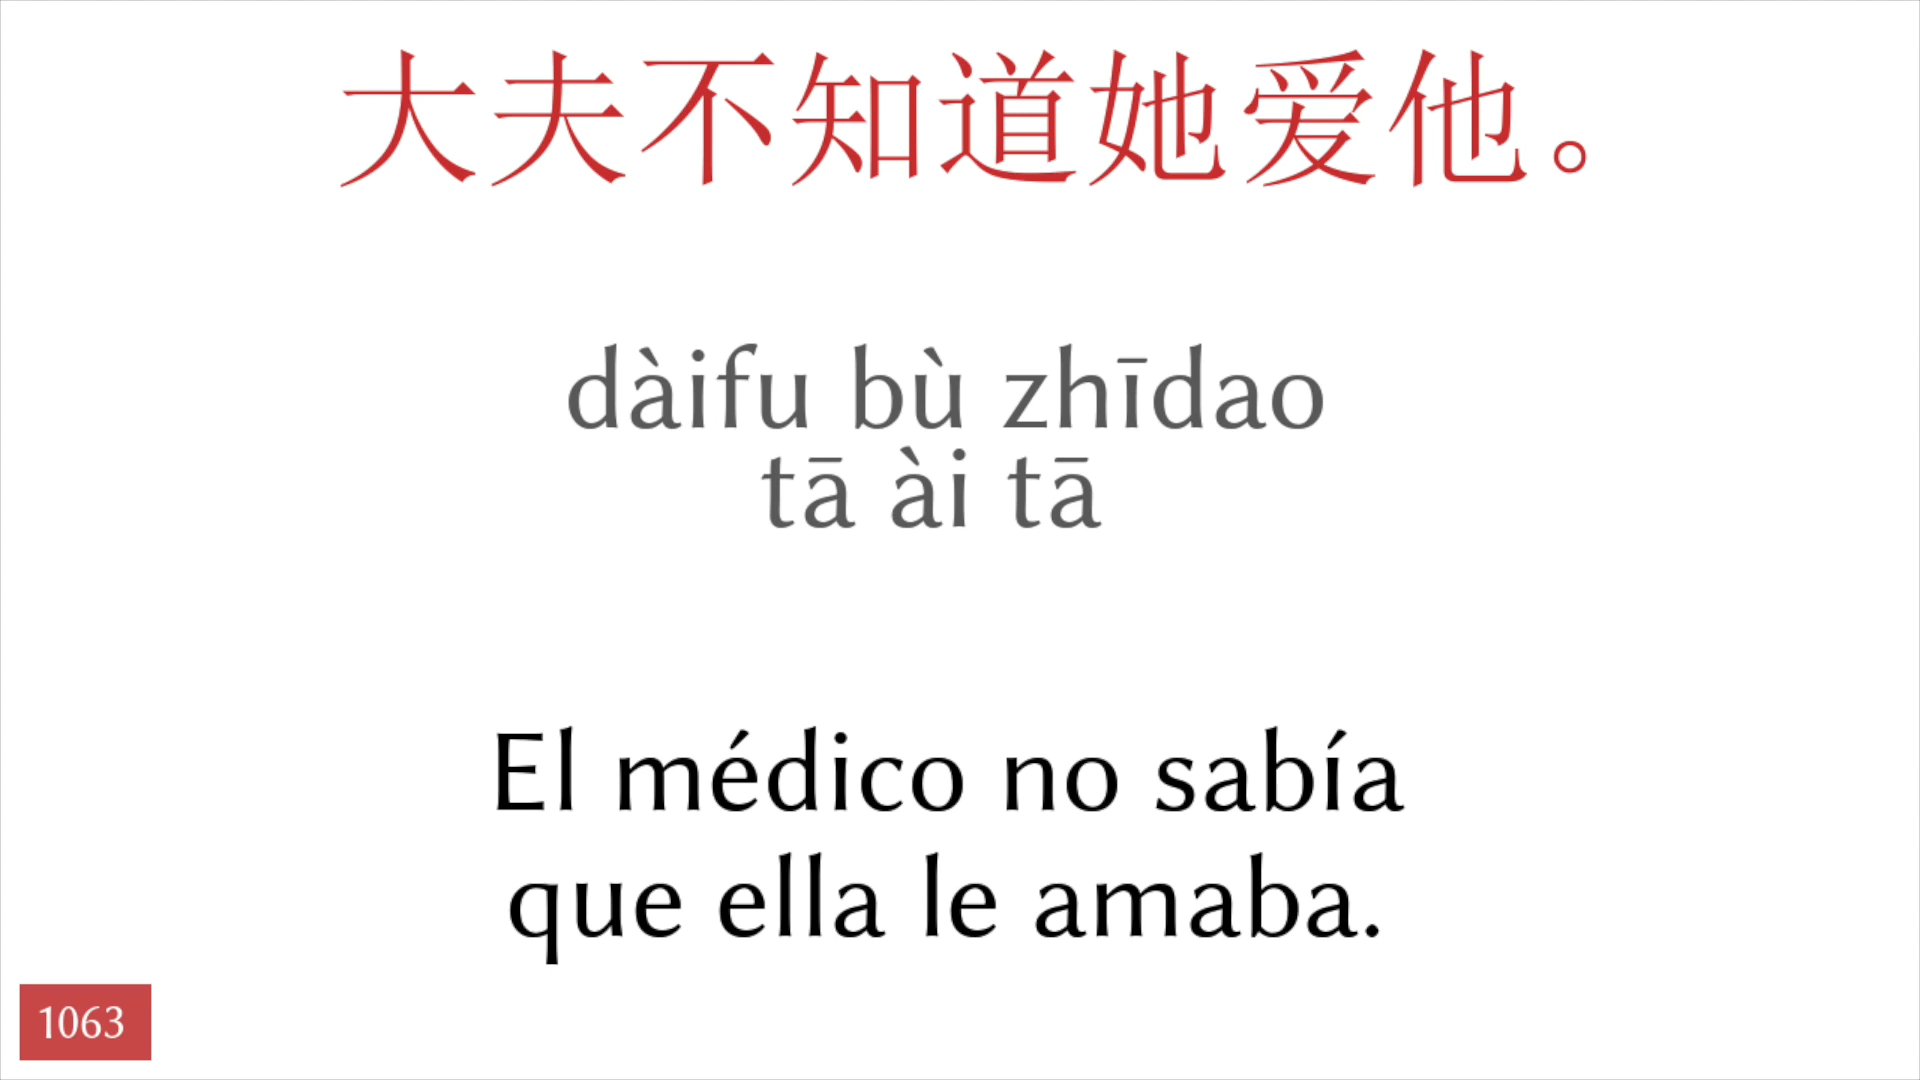 大夫不知道她爱他。
dàifu bù zhīdao
tā ài tā
El médico no sabía
que ella le amaba.
1063